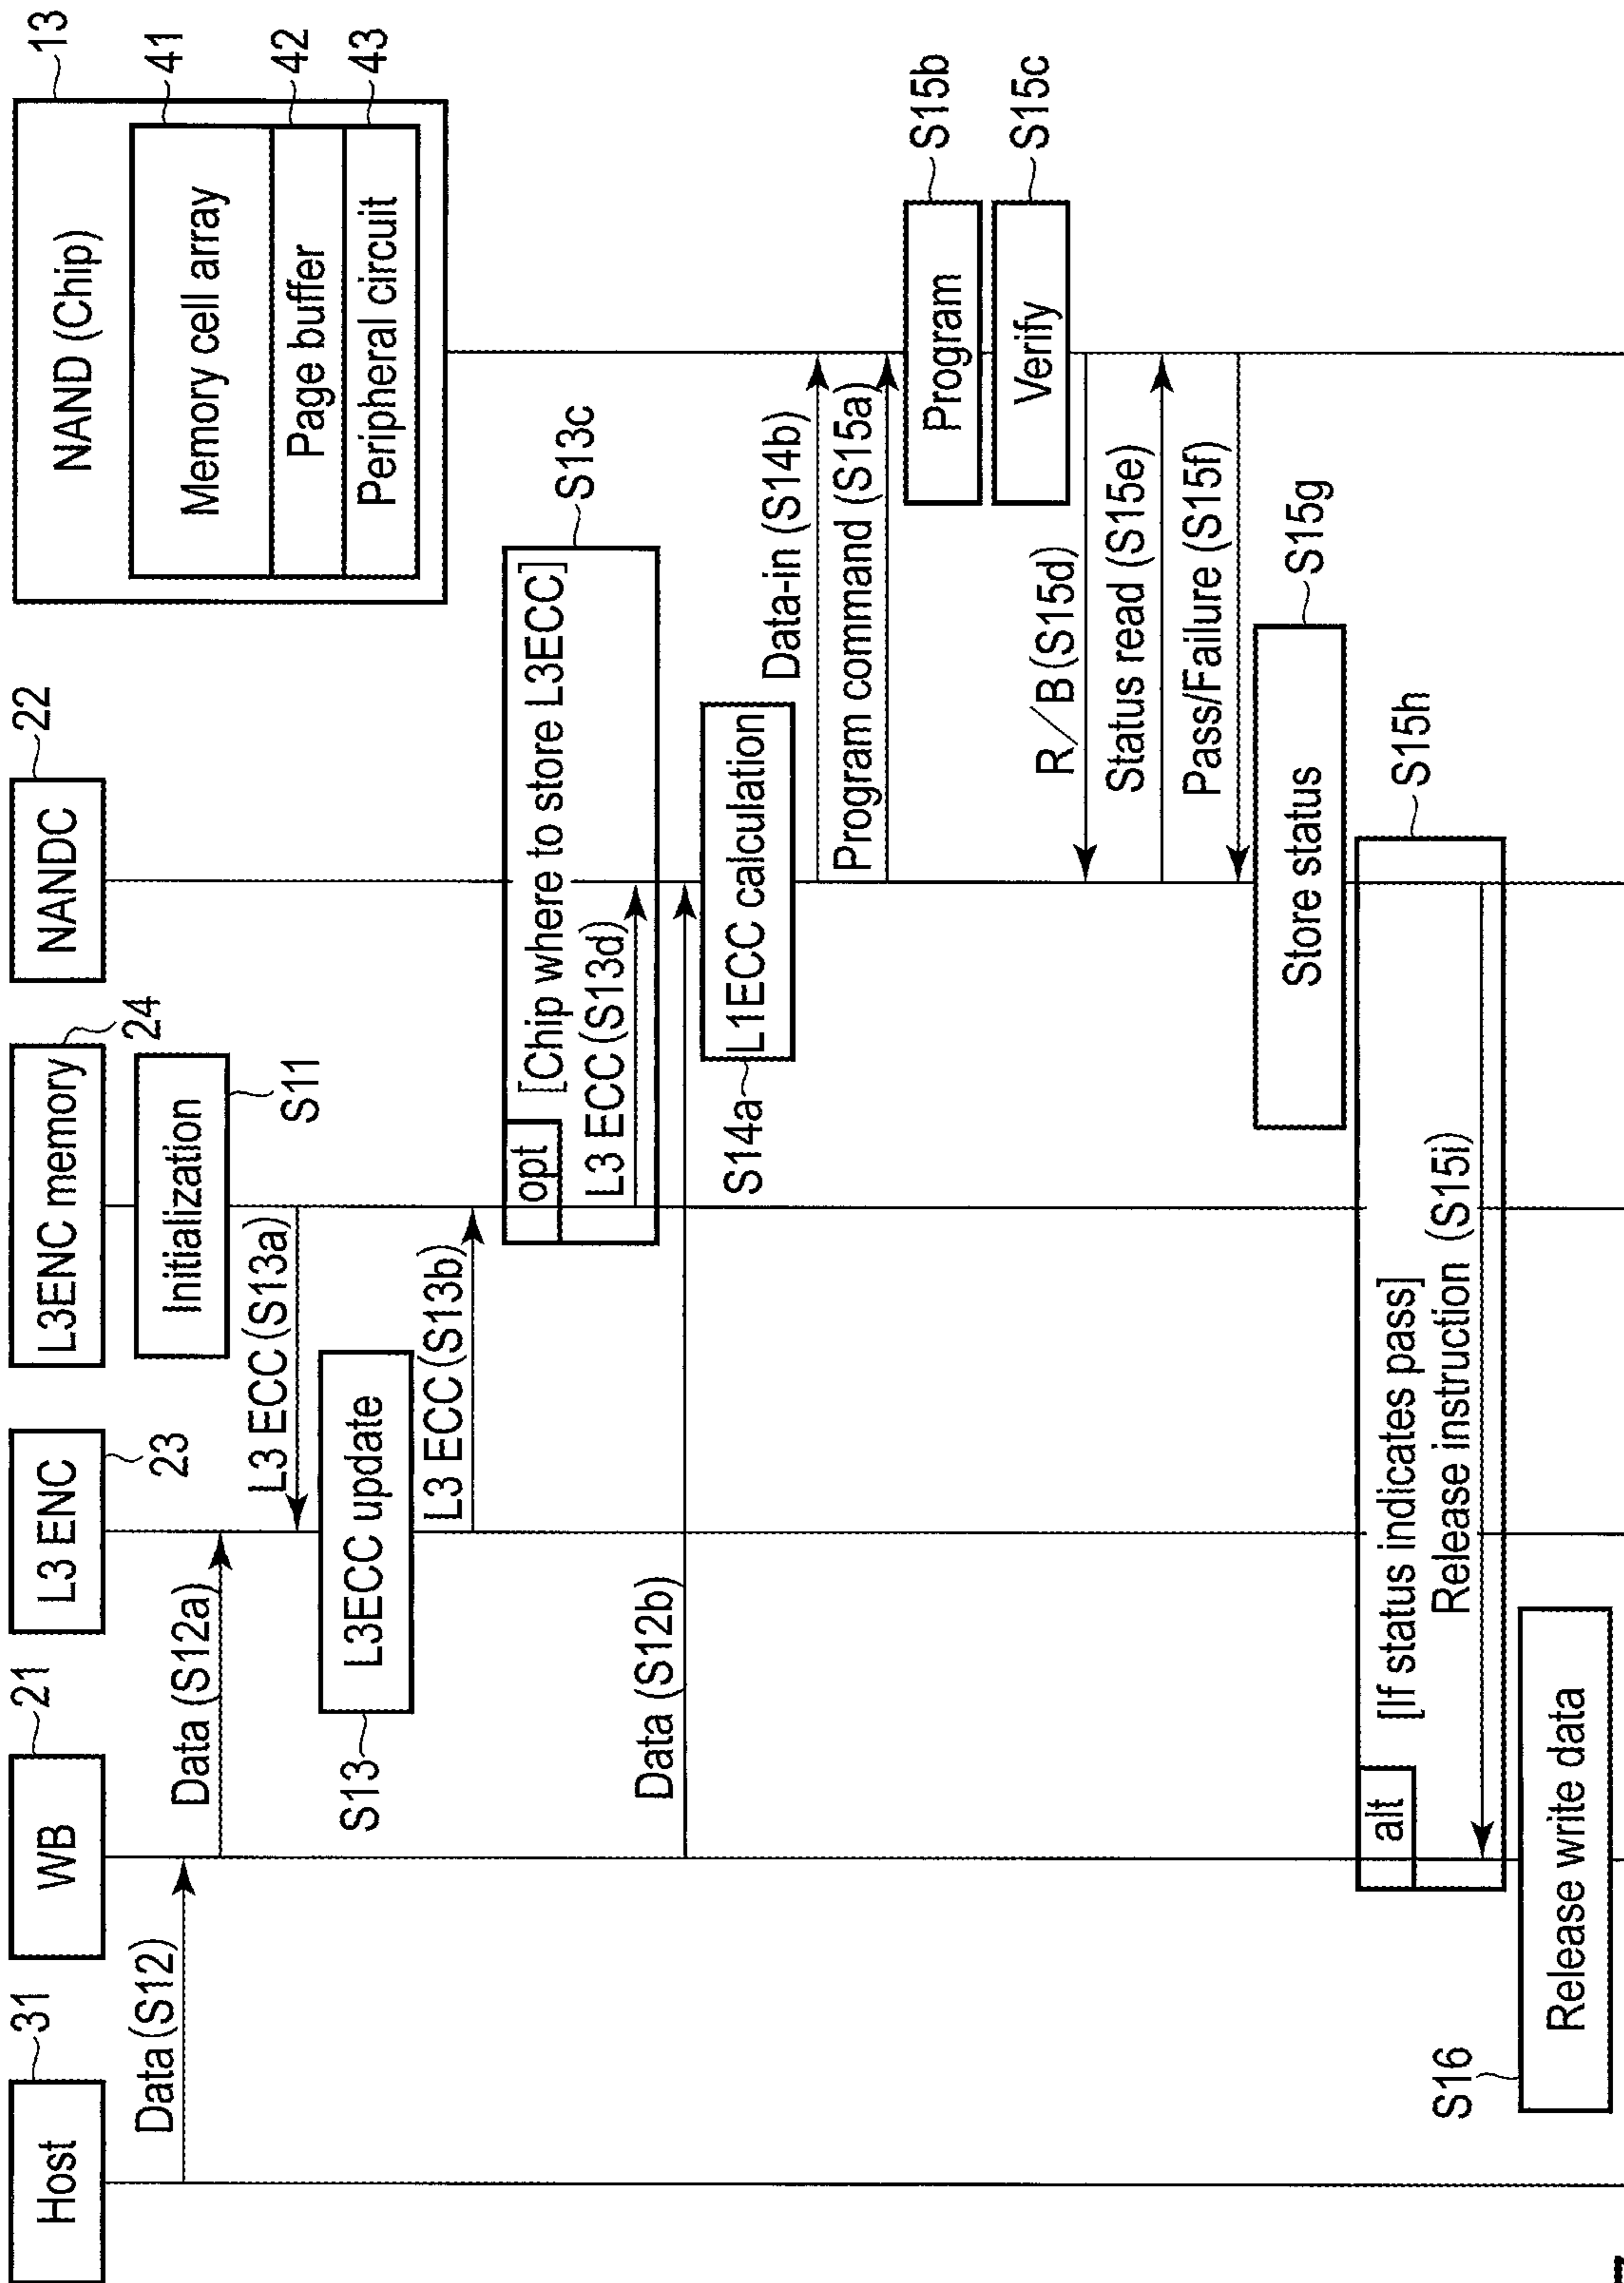 Host
31
WB
21
L3 ENC
23
L3ENC memory
24
NANDC
22
NAND (Chip)
13
Memory cell array
41
Page buffer
42
Peripheral circuit
43
Initialization
S11
Data (S12)
Data (S12a)
L3 ECC (S13a)
L3ECC update
S13
L3 ECC (S13b)
opt
[Chip where to store L3ECC]
S13c
L3 ECC (S13d)
Data (S12b)
L1ECC calculation
S14a
Data-in (S14b)
Program command (S15a)
Program
S15b
Verify
S15c
R/B (S15d)
Status read (S15e)
Pass/Failure (S15f)
Store status
S15g
alt
[If status indicates pass]
S15h
Release instruction (S15i)
Release write data
S16